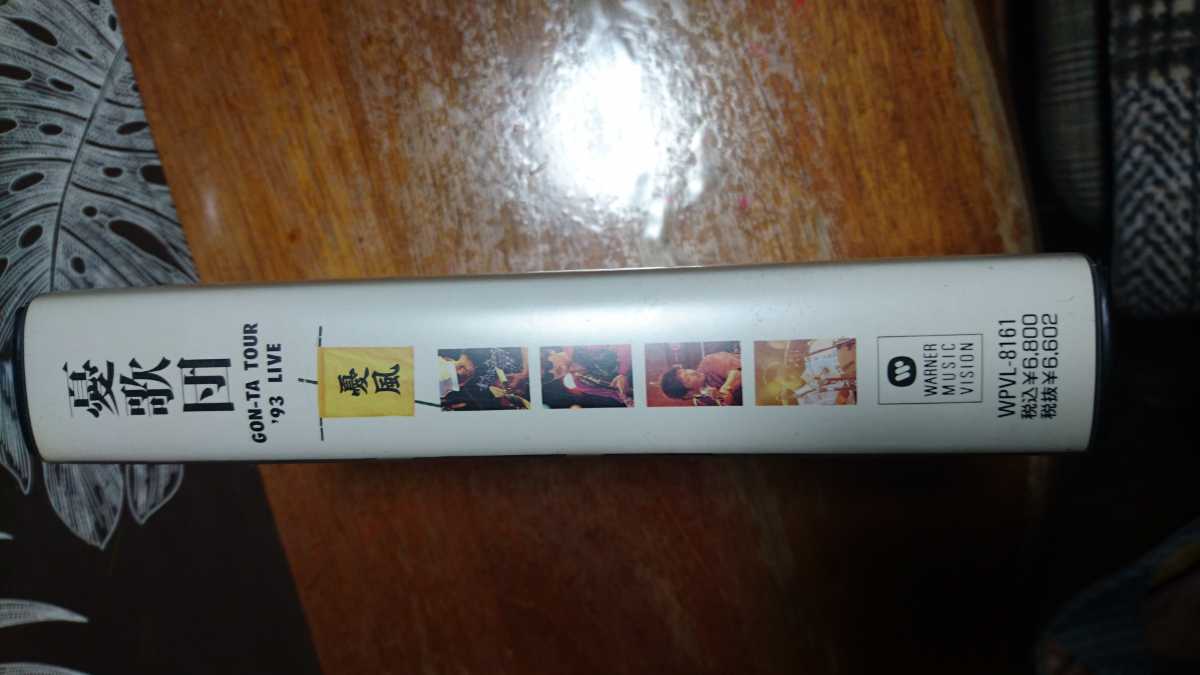 憂歌団
GON-TA TOUR
'93 LIVE
憂風
WARNER
MUSIC
VISION
WPVL-8161
税込¥6,800
税抜¥6,602